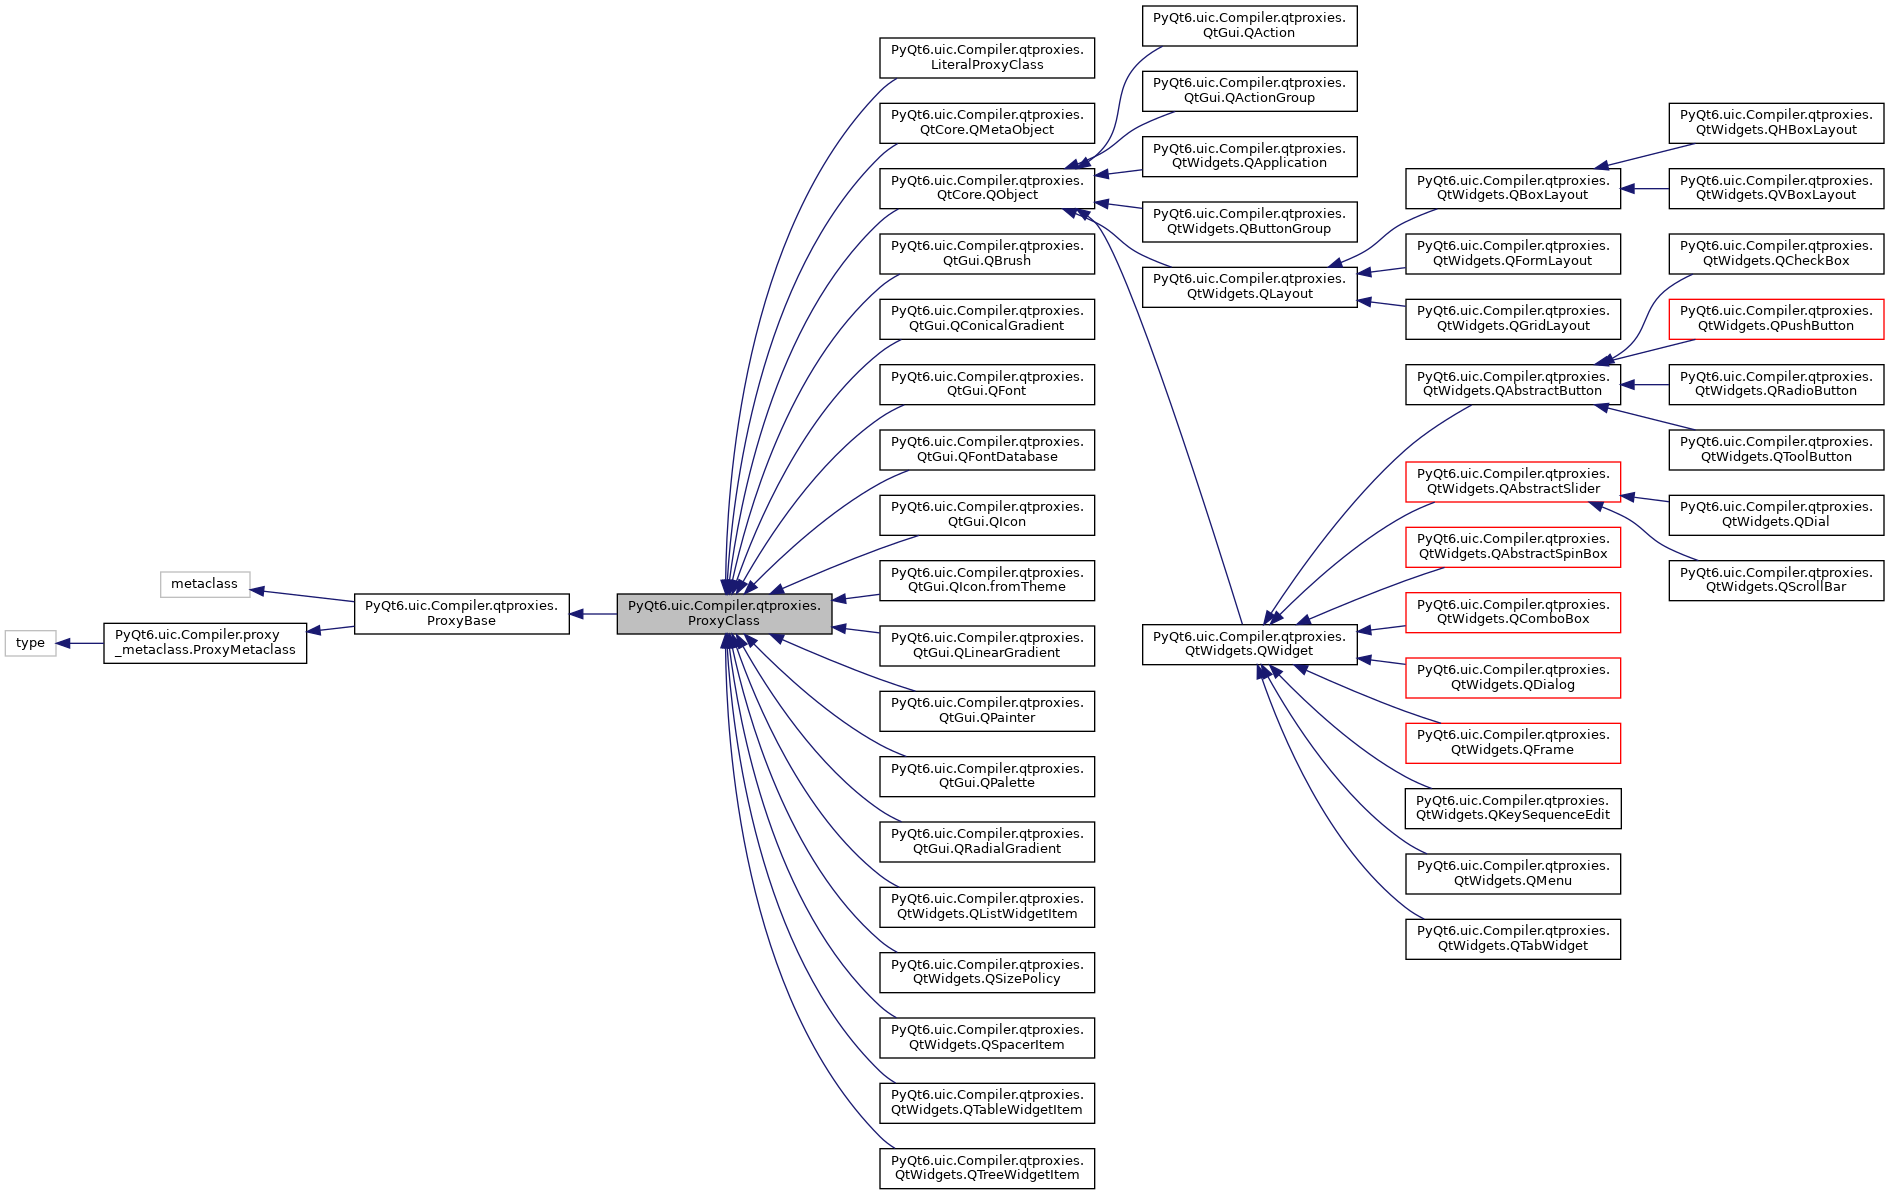 type
metaclass
PyQt6.uic.Compiler.proxy
_metaclass.ProxyMetaclass
PyQt6.uic.Compiler.qtproxies.
ProxyBase
PyQt6.uic.Compiler.qtproxies.
ProxyClass
PyQt6.uic.Compiler.qtproxies.
LiteralProxyClass
PyQt6.uic.Compiler.qtproxies.
QtCore.QMetaObject
PyQt6.uic.Compiler.qtproxies.
QtCore.QObject
PyQt6.uic.Compiler.qtproxies.
QtGui.QBrush
PyQt6.uic.Compiler.qtproxies.
QtGui.QConicalGradient
PyQt6.uic.Compiler.qtproxies.
QtGui.QFont
PyQt6.uic.Compiler.qtproxies.
QtGui.QFontDatabase
PyQt6.uic.Compiler.qtproxies.
QtGui.QIcon
PyQt6.uic.Compiler.qtproxies.
QtGui.QIcon.fromTheme
PyQt6.uic.Compiler.qtproxies.
QtGui.QLinearGradient
PyQt6.uic.Compiler.qtproxies.
QtGui.QPainter
PyQt6.uic.Compiler.qtproxies.
QtGui.QPalette
PyQt6.uic.Compiler.qtproxies.
QtGui.QRadialGradient
PyQt6.uic.Compiler.qtproxies.
QtWidgets.QListWidgetItem
PyQt6.uic.Compiler.qtproxies.
QtWidgets.QSizePolicy
PyQt6.uic.Compiler.qtproxies.
QtWidgets.QSpacerItem
PyQt6.uic.Compiler.qtproxies.
QtWidgets.QTableWidgetItem
PyQt6.uic.Compiler.qtproxies.
QtWidgets.QTreeWidgetItem
PyQt6.uic.Compiler.qtproxies.
QtGui.QAction
PyQt6.uic.Compiler.qtproxies.
QtGui.QActionGroup
PyQt6.uic.Compiler.qtproxies.
QtWidgets.QApplication
PyQt6.uic.Compiler.qtproxies.
QtWidgets.QButtonGroup
PyQt6.uic.Compiler.qtproxies.
QtWidgets.QLayout
PyQt6.uic.Compiler.qtproxies.
QtWidgets.QWidget
PyQt6.uic.Compiler.qtproxies.
QtWidgets.QBoxLayout
PyQt6.uic.Compiler.qtproxies.
QtWidgets.QFormLayout
PyQt6.uic.Compiler.qtproxies.
QtWidgets.QGridLayout
PyQt6.uic.Compiler.qtproxies.
QtWidgets.QAbstractButton
PyQt6.uic.Compiler.qtproxies.
QtWidgets.QAbstractSlider
PyQt6.uic.Compiler.qtproxies.
QtWidgets.QAbstractSpinBox
PyQt6.uic.Compiler.qtproxies.
QtWidgets.QComboBox
PyQt6.uic.Compiler.qtproxies.
QtWidgets.QDialog
PyQt6.uic.Compiler.qtproxies.
QtWidgets.QFrame
PyQt6.uic.Compiler.qtproxies.
QtWidgets.QKeySequenceEdit
PyQt6.uic.Compiler.qtproxies.
QtWidgets.QMenu
PyQt6.uic.Compiler.qtproxies.
QtWidgets.QTabWidget
PyQt6.uic.Compiler.qtproxies.
QtWidgets.QHBoxLayout
PyQt6.uic.Compiler.qtproxies.
QtWidgets.QVBoxLayout
PyQt6.uic.Compiler.qtproxies.
QtWidgets.QCheckBox
PyQt6.uic.Compiler.qtproxies.
QtWidgets.QPushButton
PyQt6.uic.Compiler.qtproxies.
QtWidgets.QRadioButton
PyQt6.uic.Compiler.qtproxies.
QtWidgets.QToolButton
PyQt6.uic.Compiler.qtproxies.
QtWidgets.QDial
PyQt6.uic.Compiler.qtproxies.
QtWidgets.QScrollBar